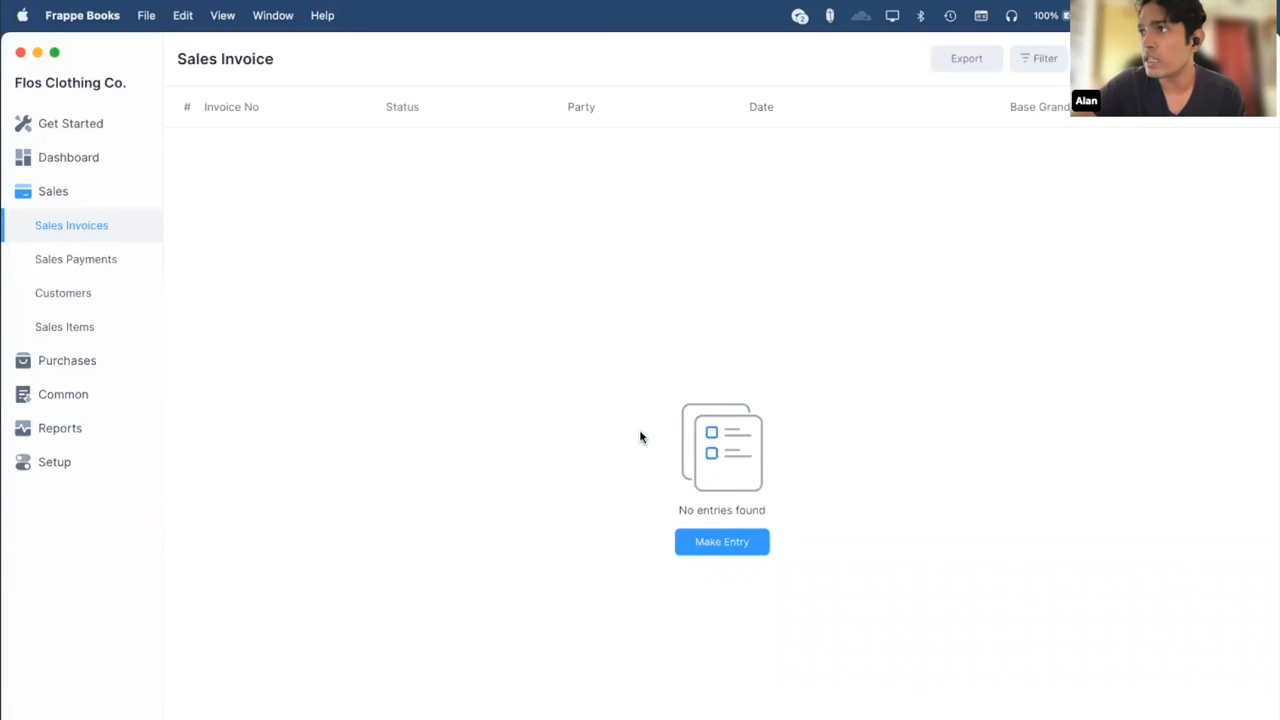 Frappe Books File Edit View Window Help 2 100%
Alan
Flos Clothing Co.
Get Started
Dashboard
Sales
Sales Invoices
Sales Payments
Customers
Sales Items
Purchases
Common
Reports
Setup
Sales Invoice Export Filter
# Invoice No Status Party Date Base Grand
No entries found
Make Entry